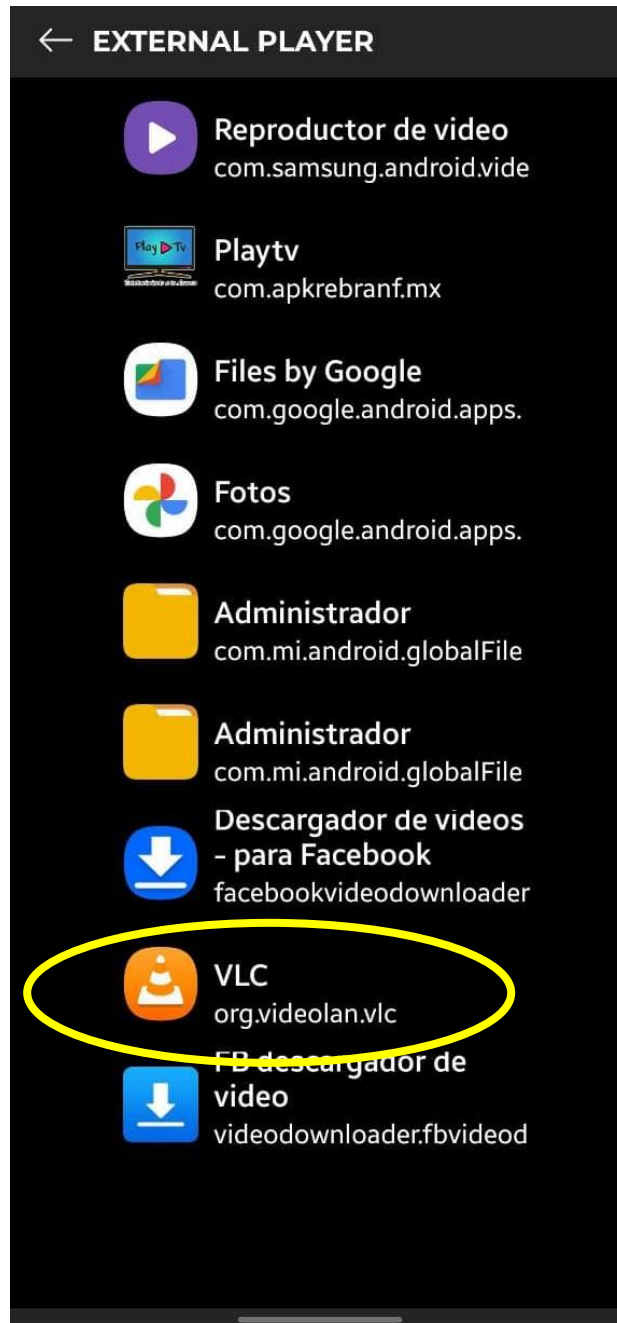 EXTERNAL PLAYER
Reproductor de video
com.samsung.android.vide
Play Tv
Playtv
com.apkrebranf.mx
Files by Google
com.google.android.apps.
Fotos
com.google.android.apps.
Administrador
com.mi.android.globalFile
Administrador
com.mi.android.globalFile
Descargador de videos
- para Facebook
facebookvideodownloader
VLC
org.videolan.vlc
FB descargador de
video
videodownloader.fbvideod